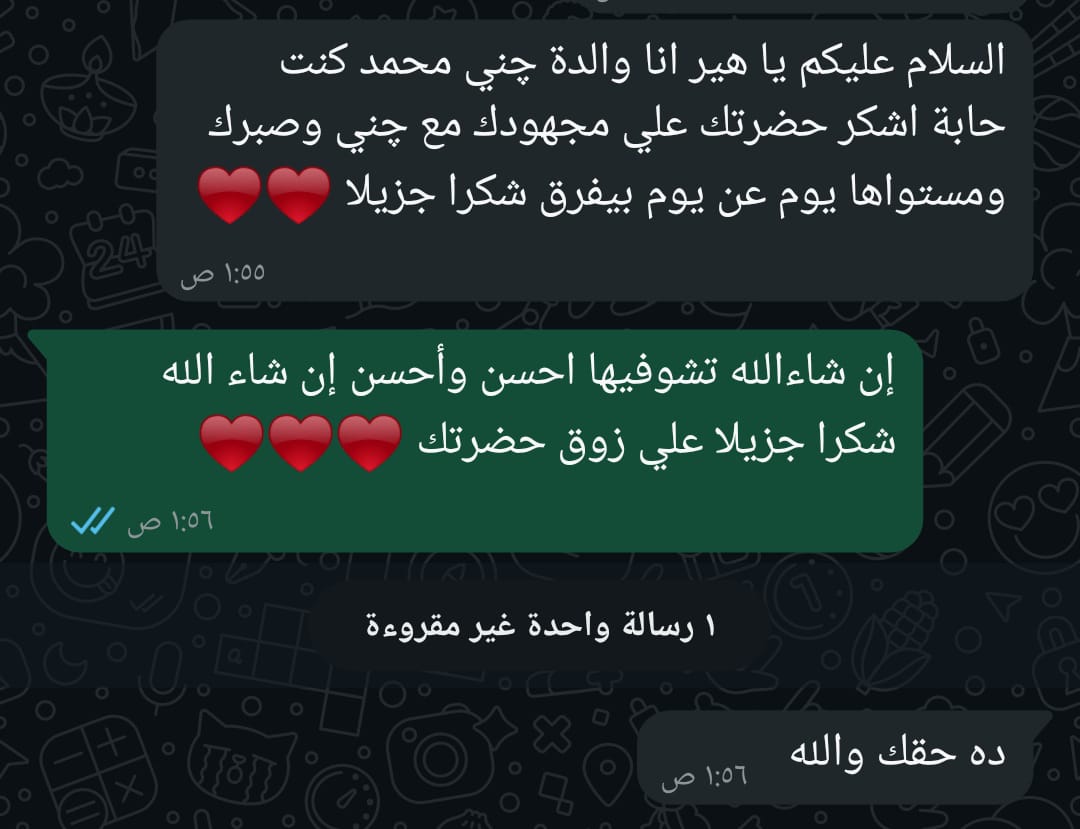 السلام عليكم يا هير انا والدة چني محمد كنت
حابة اشكر حضرتك علي مجهودك مع چني وصبرك
ومستواها يوم عن يوم بيفرق شكرا جزيلا ❤️❤️
١:٥٥ ص
إن شاءالله تشوفيها احسن وأحسن إن شاء الله
شكرا جزيلا علي زوق حضرتك ❤️❤️❤️
١:٥٦ ص
١ رسالة واحدة غير مقروءة
ده حقك والله
١:٥٦ ص